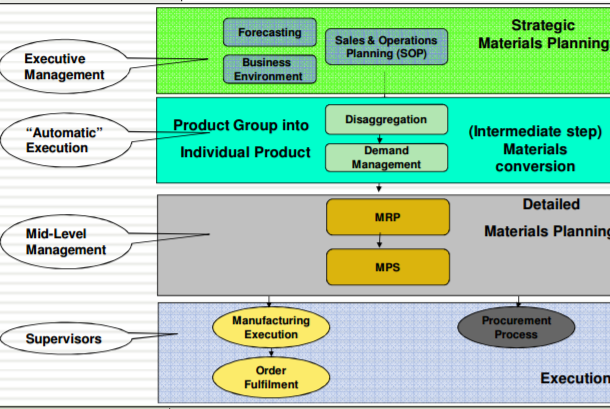 Strategic
Materials Planning
Forecasting
Sales & Operations
Planning (SOP)
Business
Environment
Executive
Management
"Automatic"
Execution
Product Group into
Individual Product
Disaggregation
Demand
Management
(Intermediate step)
Materials
conversion
Mid-Level
Management
MRP
MPS
Detailed
Materials Planning
Supervisors
Manufacturing
Execution
Order
Fulfilment
Procurement
Process
Execution